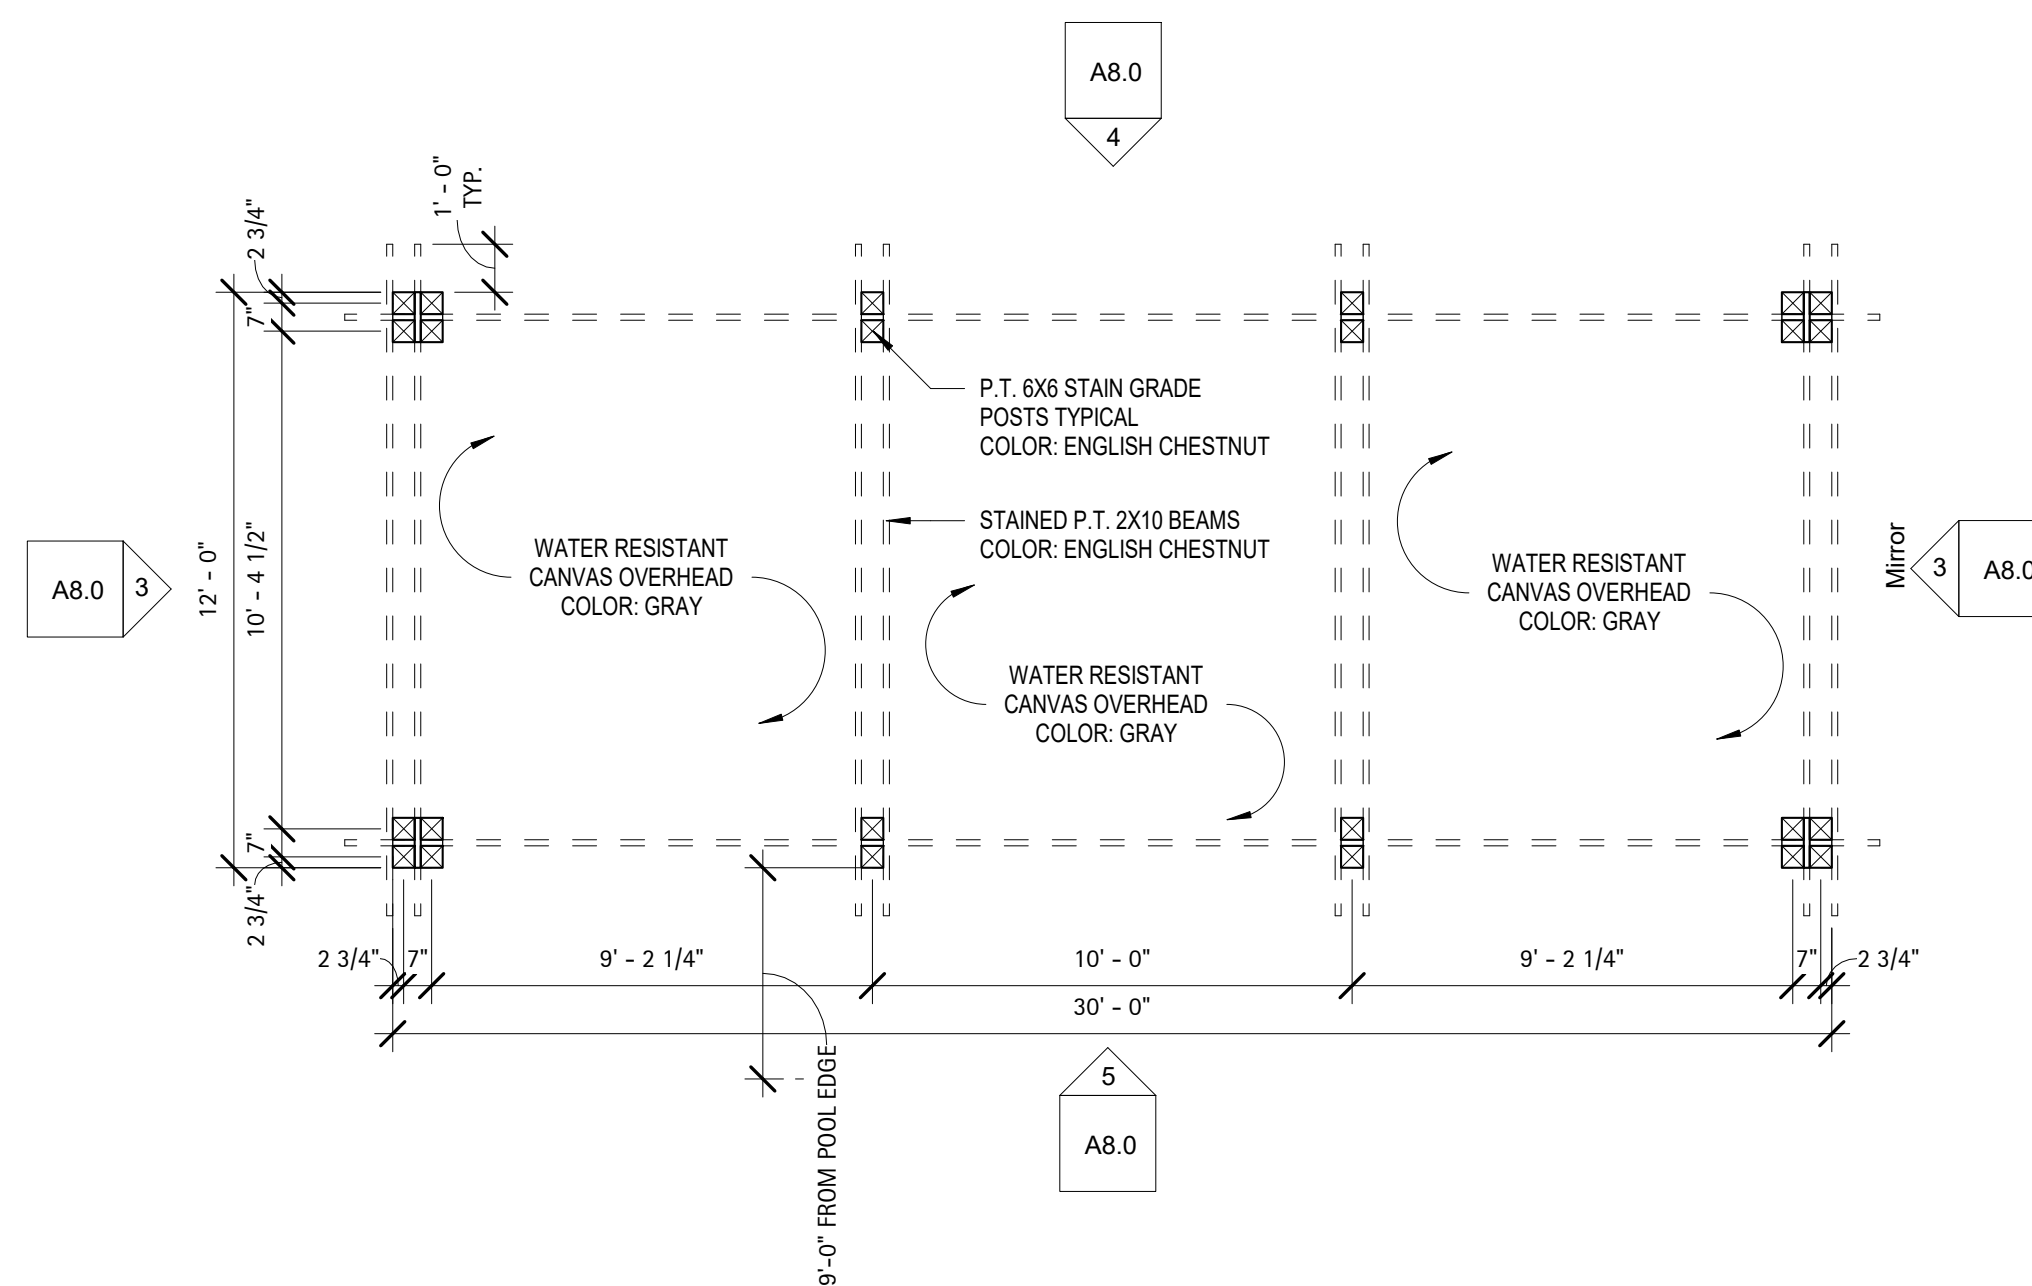 A8.0
4
1' - 0"
TYP.
2 3/4"
7"
12' - 0"
10' - 4 1/2"
7"
2 3/4"
A8.0
3
P.T. 6X6 STAIN GRADE
POSTS TYPICAL
COLOR: ENGLISH CHESTNUT
STAINED P.T. 2X10 BEAMS
COLOR: ENGLISH CHESTNUT
WATER RESISTANT
CANVAS OVERHEAD
COLOR: GRAY
WATER RESISTANT
CANVAS OVERHEAD
COLOR: GRAY
WATER RESISTANT
CANVAS OVERHEAD
COLOR: GRAY
Mirror
3
A8.0
2 3/4"
7"
9' - 2 1/4"
10' - 0"
9' - 2 1/4"
7"
2 3/4"
30' - 0"
9'-0" FROM POOL EDGE
5
A8.0